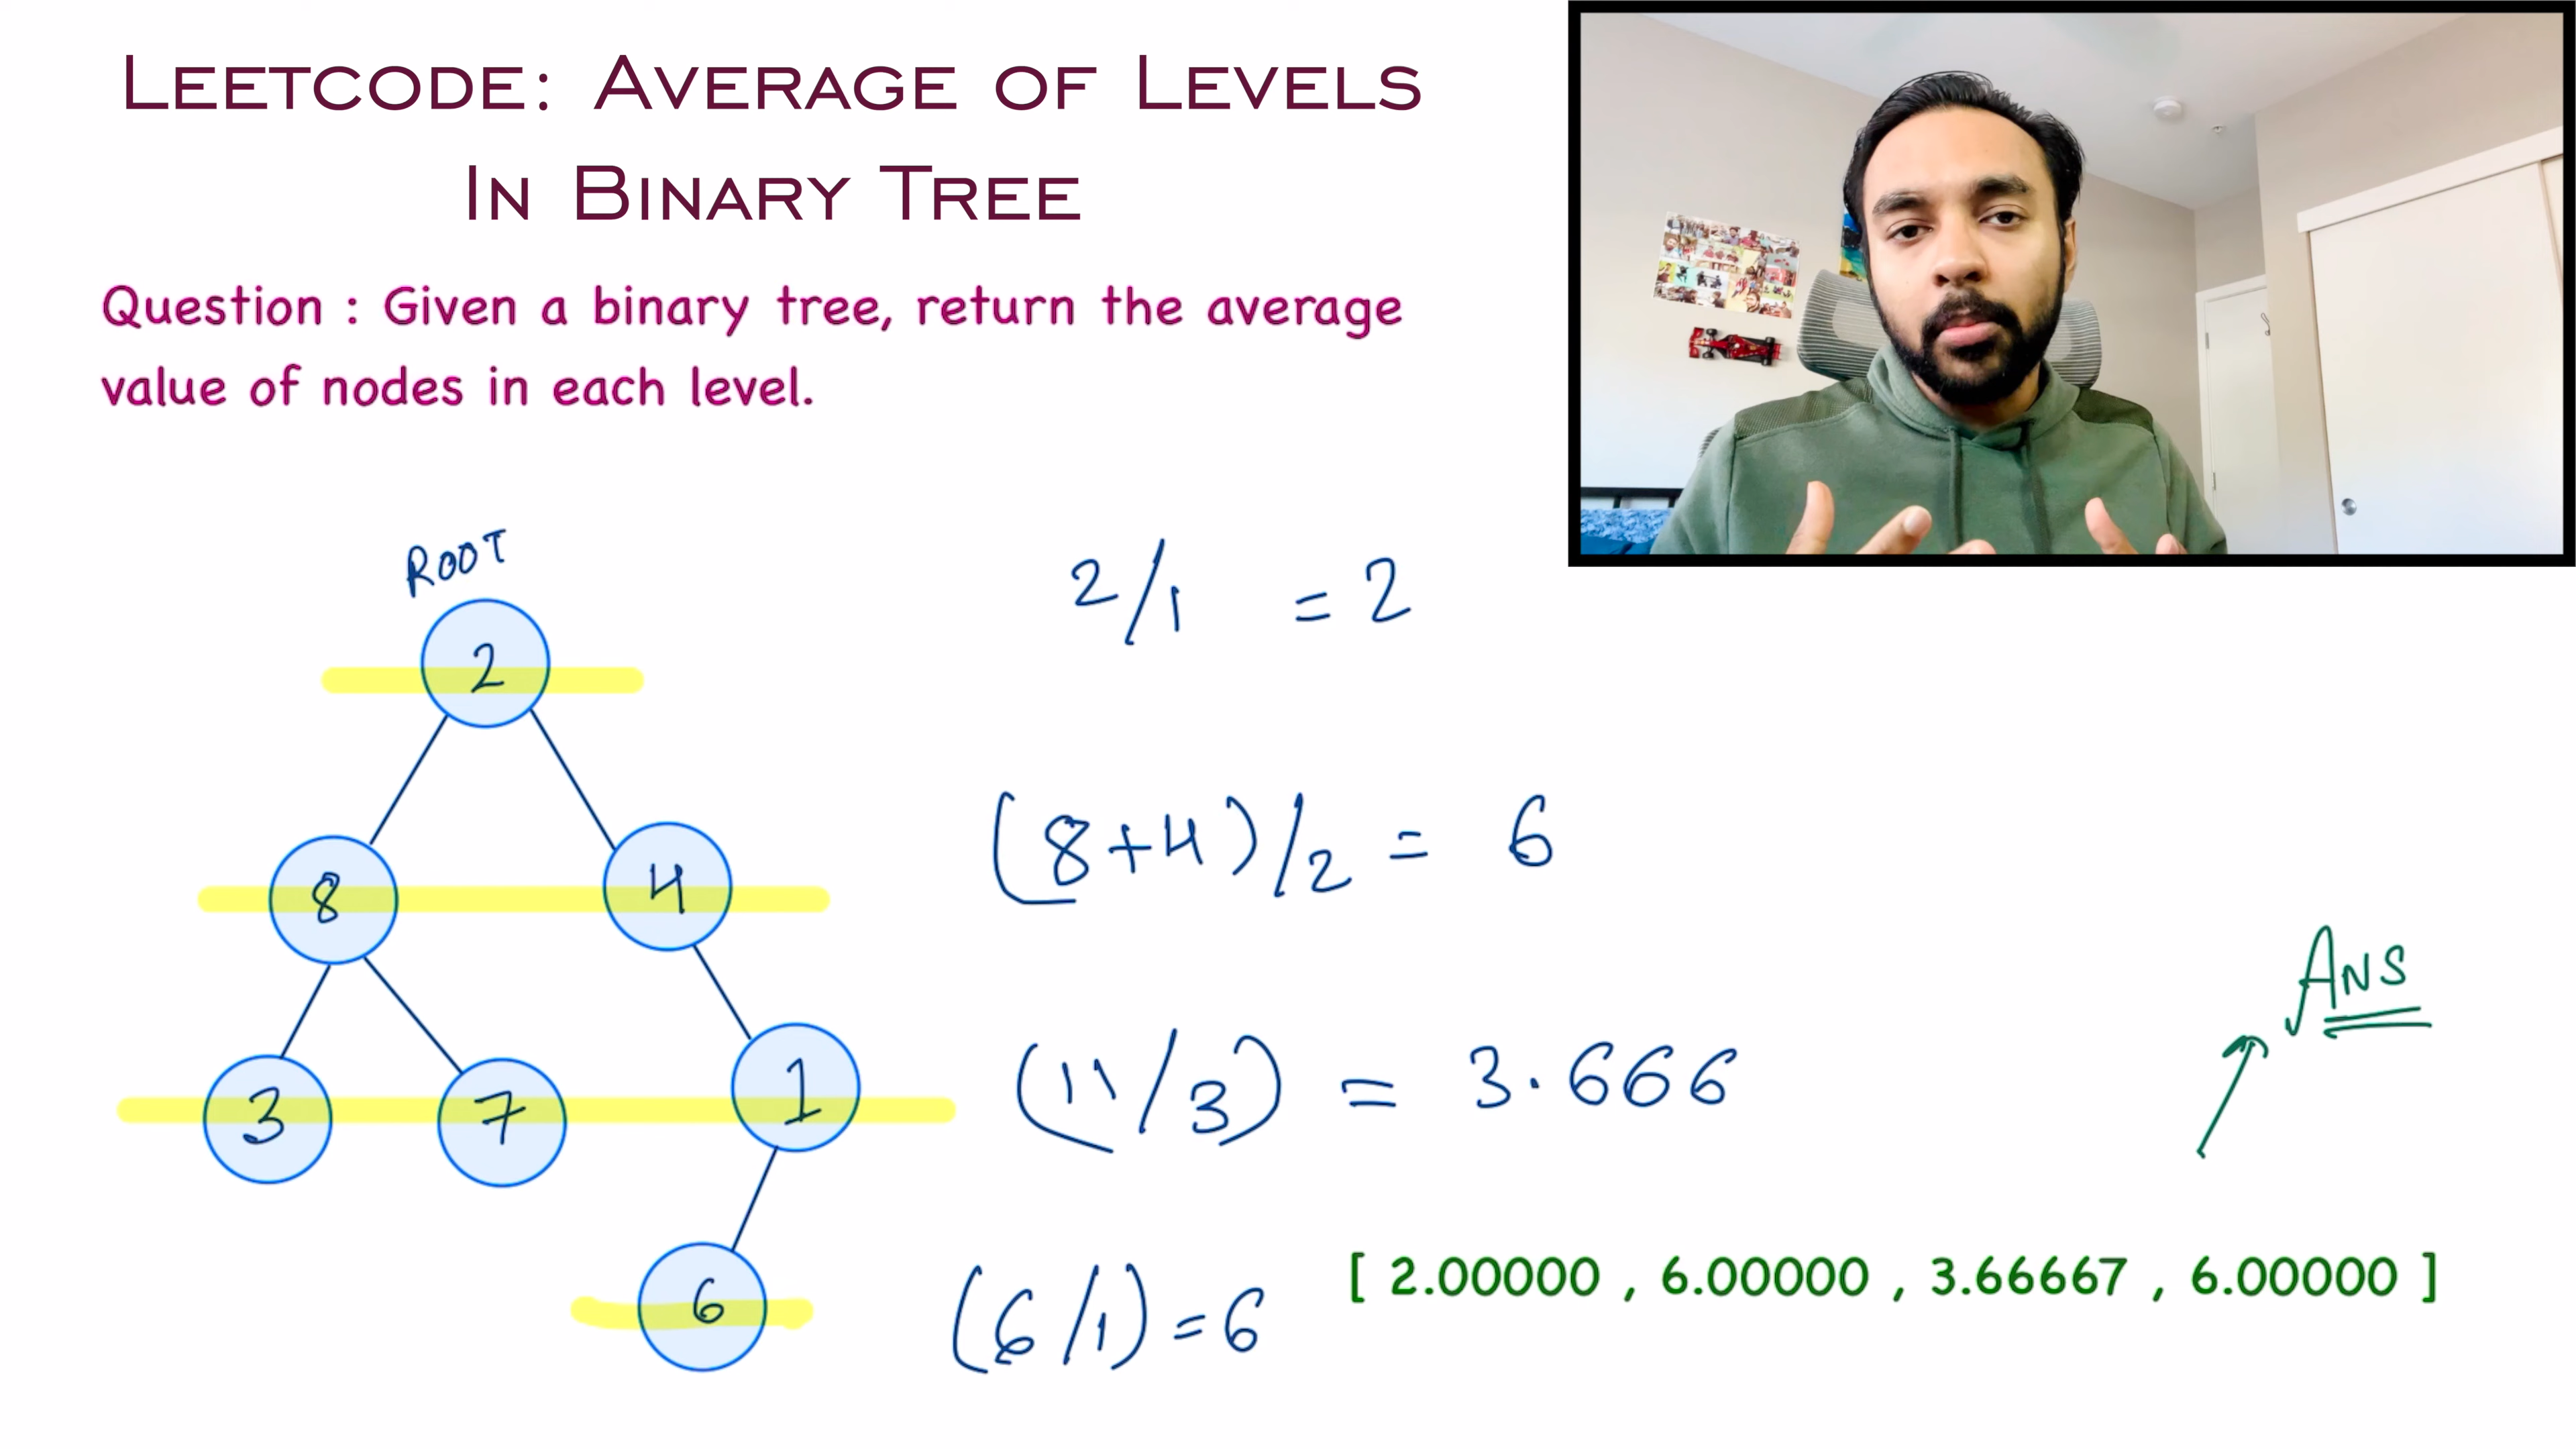 LEETCODE: AVERAGE OF LEVELS
IN BINARY TREE
Question : Given a binary tree, return the average
value of nodes in each level.
ROOT
2
2/1 = 2
8 4
(8+4)/2 = 6
3 7 1
(11/3) = 3.666
ANS
6
(6/1)=6
[ 2.00000 , 6.00000 , 3.66667 , 6.00000 ]